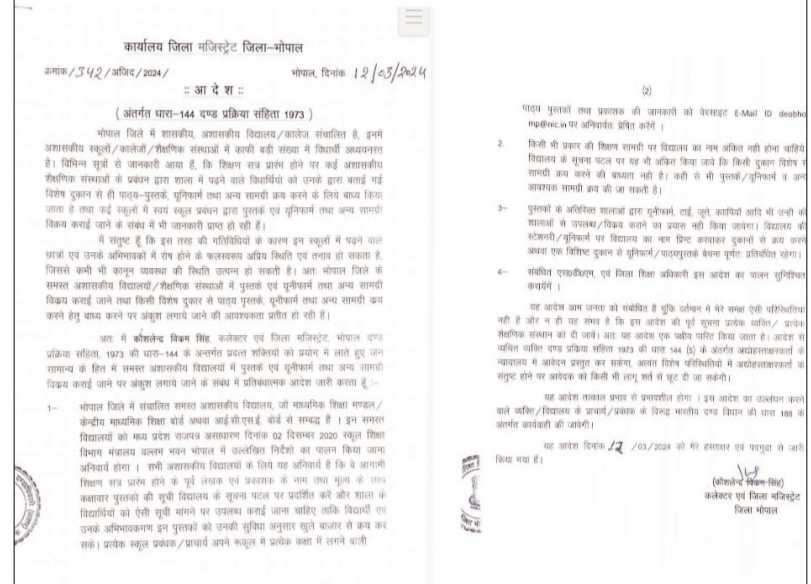 कार्यालय जिला मजिस्ट्रेट जिला–भोपाल
क्रमांक/342/अजिद/2024/ भोपाल, दिनांक 12/03/2024
:: आ दे श ::
( अंतर्गत धारा–144 दण्ड प्रक्रिया संहिता 1973 )
भोपाल जिले में शासकीय, अशासकीय विद्यालय/कालेज संचालित है, इनमें
अशासकीय स्कूलों/कालेजों/शैक्षणिक संस्थाओं में काफी बड़ी संख्या में विधार्थी अध्ययनरत
है। विभिन्न सूत्रों से जानकारी आया हैं, कि शिक्षण सत्र प्रारंभ होने पर कई अशासकीय
शैक्षणिक संस्थाओं के प्रबंधन द्वारा शाला में पढ़ने वाले विधार्थियों को उनके द्वारा बताई गई
विशेष दुकान से ही पाठ्य–पुस्तकें, यूनिफार्म तथा अन्य सामग्री क्रय करने के लिये बाध्य किया
जाता है तथा कई स्कूलों में स्वयं स्कूल प्रबंधन द्वारा पुस्तकें एवं यूनीफार्म तथा अन्य सामग्री
विक्रय कराई जाने के संबंध में भी जानकारी प्राप्त हो रही हैं।
में संतुष्ट हूँ कि इस तरह की गतिविधियों के कारण इन स्कूलों में पढ़ने वाले
छात्रों एवं उनके अभिभावकों में रोष होने के फलस्वरूप अप्रिय स्थिति एवं तनाव हो सकता है,
जिससे कभी भी कानून व्यवस्था की स्थिति उत्पन्न हो सकती है। अतः भोपाल जिले के
समस्त अशासकीय विद्यालयों/शैक्षणिक संस्थाओं में पुस्तकें एवं यूनीफार्म तथा अन्य सामग्री
विक्रय कराई जाने तथा किसी विशेष दुकार से पाठ्य पुस्तकें, यूनीफार्म तथा अन्य सामग्री क्रय
करने हेतु बाध्य करने पर अंकुश लगाये जाने की आवश्यकता प्रतीत हो रही हैं।
अतः में कौशलेन्द्र विक्रम सिंह, कलेक्टर एवं जिला मजिस्ट्रेट, भोपाल दण्ड
प्रक्रिया संहिता, 1973 की धारा–144 के अन्तर्गत प्रदत्त शक्तियों को प्रयोग में लाते हुए जन
सामान्य के हित में समस्त अशासकीय विद्यालयों में पुस्तकें एवं यूनीफार्म तथा अन्य सामग्री
विक्रय कराई जाने पर अंकुश लगाये जाने के संबंध में प्रतिबंधात्मक आदेश जारी करता हूँ :–
1– भोपाल जिले में संचालित समस्त अशासकीय विद्यालय, जो माध्यमिक शिक्षा मण्डल/
केन्द्रीय माध्यमिक शिक्षा बोर्ड अथवा आई.सी.एस.ई. बोर्ड से सम्बद्ध हैं । इन समस्त
विद्यालयों को मध्य प्रदेश राजपत्र असाधारण दिनांक 02 दिसम्बर 2020 स्कूल शिक्षा
विभाग मंत्रालय वल्लभ भवन भोपाल में उल्लेखित निर्देशो का पालन किया जाना
अनिवार्य होगा । सभी अशासकीय विद्यालयों के लिये यह अनिवार्य है कि वे आगामी
शिक्षण सत्र प्रारंभ होने के पूर्व लेखक एवं प्रकाशक के नाम तथा मूल्य के साथ
कक्षावार पुस्तकों की सूची विद्यालय के सूचना पटल पर प्रदर्शित करें और शाला के
विद्यार्थियों को ऐसी सूची मांगने पर उपलब्ध कराई जाना चाहिए ताकि विद्यार्थी एवं
उनके अभिभावकगण इन पुस्तकों को उनकी सुविधा अनुसार खुले बाजार से क्रय कर
सकें। प्रत्येक स्कूल प्रबंधक/प्राचार्य अपने स्कूल में प्रत्येक कक्षा में लगने वाली
(2)
पाठ्य पुस्तकों तथा प्रकाशक की जानकारी को वेबसाइट E-Mail ID deobho
mp@nic.in पर अनिवार्यतः प्रेषित करेंगें ।
2. किसी भी प्रकार की शिक्षण सामग्री पर विद्यालय का नाम अंकित नही होना चाहिये
विद्यालय के सूचना पटल पर यह भी अंकित किया जावे कि किसी दुकान विशेष से
सामग्री क्रय करने की बाध्यता नही है। कही से भी पुस्तकें/यूनिफार्म व अन्य
आवश्यक सामग्री क्रय की जा सकती है।
3– पुस्तकों के अतिरिक्त शालाओं द्वारा यूनीफार्म, टाई, जूते, कापियॉ आदि भी उन्ही की
शालाओं से उपलब्ध/विक्रय कराने का प्रयास नही किया जावेगा। विद्यालय की
स्टेशनरी/यूनिफार्म पर विद्यालय का नाम प्रिन्ट करवाकर दुकानों से क्रय करने
अथवा एक विशिष्ट दुकान से यूनीफार्म/पाठ्यपुस्तकें बेचना पूर्णतः प्रतिबंधित रहेगा।
4– संबंधित एस०डी०एम, एवं जिला शिक्षा अधिकारी इस आदेश का पालन सुनिश्चित
करायेंगें ।
यह आदेश आम जनता को संबोधित है चूंकि वर्तमान में मेरे समक्ष ऐसी परिस्थितियां
नही है और न ही यह संभव है कि इस आदेश की पूर्व सूचना प्रत्येक व्यक्ति/ प्रत्येक
शैक्षणिक संस्थान को दी जावें। अतः यह आदेश एक पक्षीय पारित किया जाता है। आदेश से
व्यथित व्यक्ति दण्ड प्रक्रिया संहिता 1973 की धारा 144 (5) के अंतर्गत अद्योहस्ताक्षरकर्ता के
न्यायालय में आवेदन प्रस्तुत कर सकेगा, अत्यंत विशेष परिस्थितियों में अद्योहस्ताक्षरकर्ता के
संतुष्ट होने पर आवेदक को किसी भी लागू शर्त से छूट दी जा सकेगी।
यह आदेश तत्काल प्रभाव से प्रभावशील होगा । इस आदेश का उल्लंघन करने
वाले व्यक्ति/विद्यालय के प्राचार्य/प्रबंधक के विरूद्ध भारतीय दण्ड विधान की धारा 188 के
अंतर्गत कार्यवाही की जावेगी।
यह आदेश दिनांक 12 /03/2024 को मेरे हस्ताक्षर एवं पदमुद्रा से जारी
किया गया हैं।
(कौशलेन्द्र विक्रम-सिंह)
कलेक्टर एवं जिला मजिस्ट्रेट
जिला भोपाल